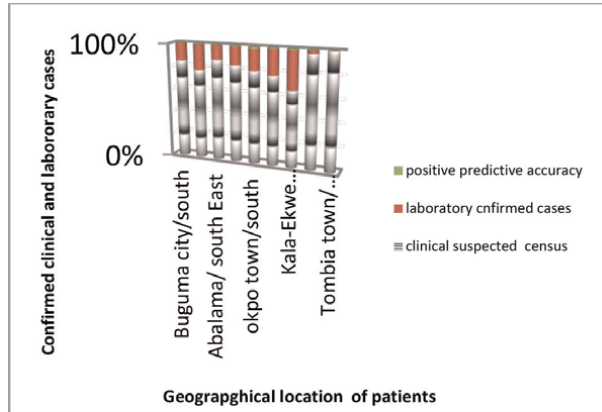 100%
0%
Confirmed clinical and labororary cases
Buguma city/south
Abalama/ south East
okpo town/south
Kala-Ekwe...
Tombia town/...
positive predictive accuracy
laboratory cnfirmed cases
clinical suspected census
Geograpghical location of patients